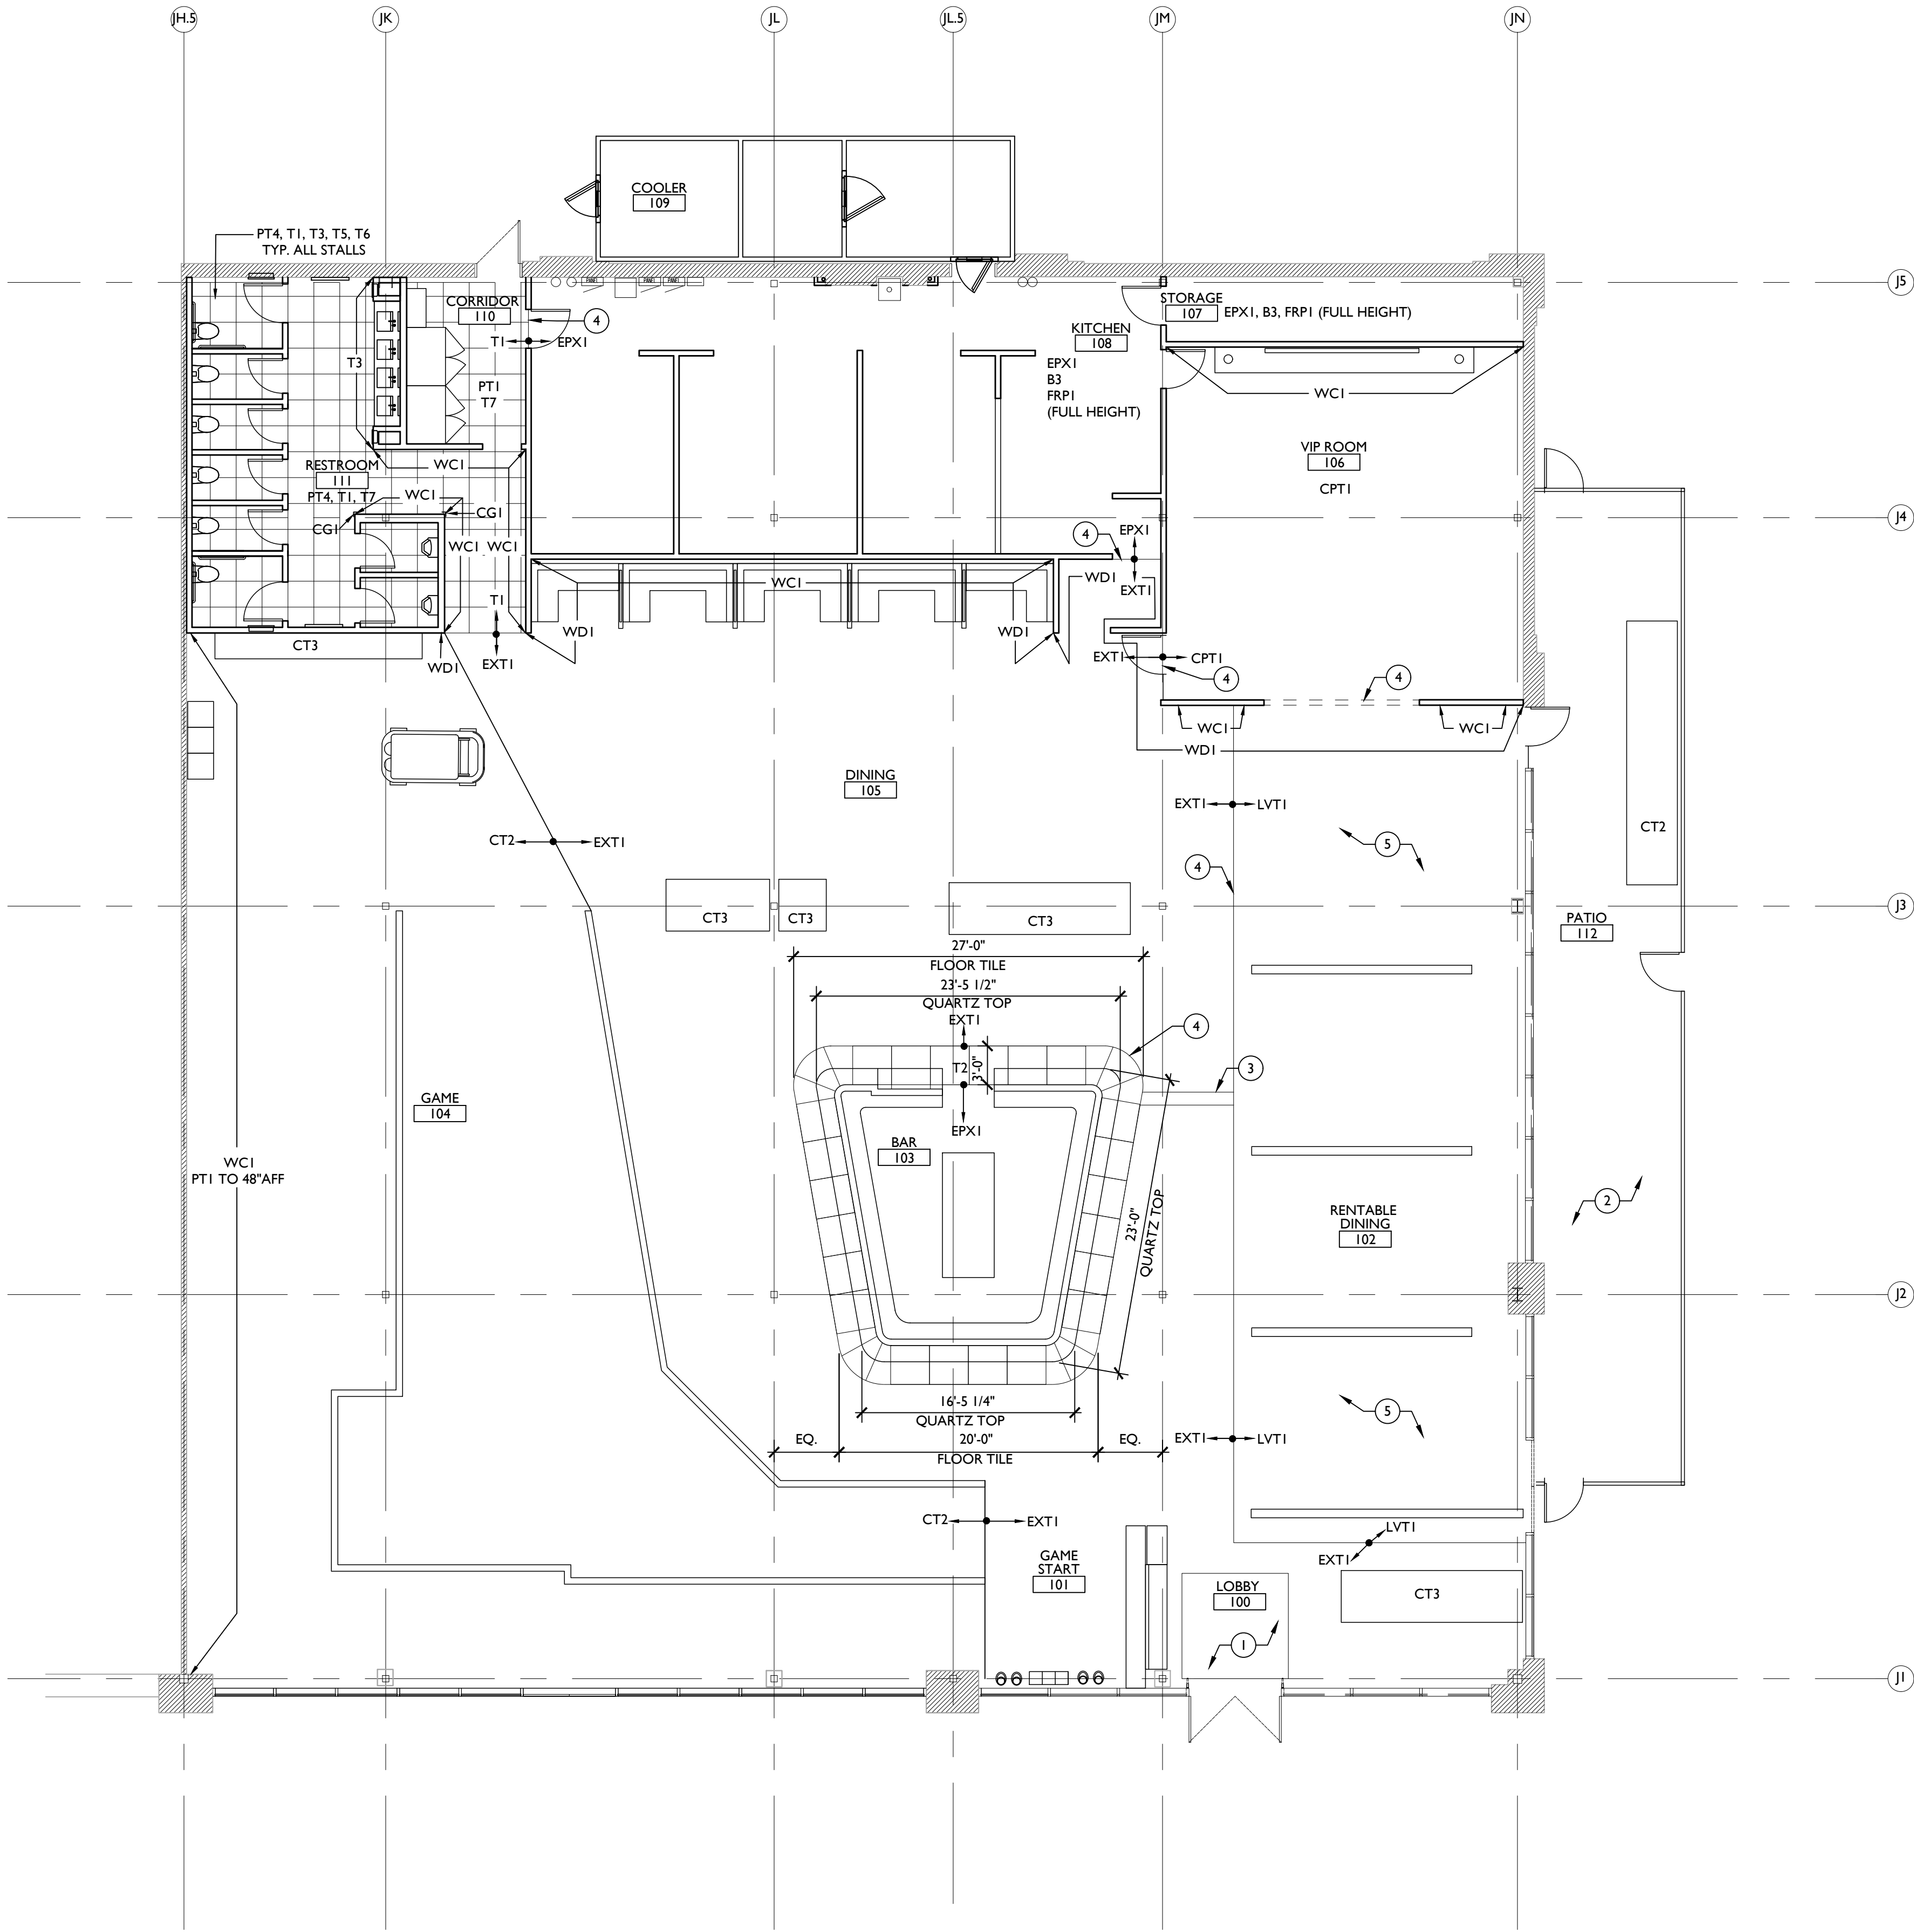 JH.5
JK
JL
JL.5
JM
JN
COOLER
109
PT4, T1, T3, T5, T6
TYP. ALL STALLS
J5
PANEL
PANEL
PANEL
CORRIDOR
110
4
T1
EPX1
STORAGE
107
EPX1, B3, FRP1 (FULL HEIGHT)
KITCHEN
108
EPX1
B3
FRP1
(FULL HEIGHT)
T3
PT1
T7
WC1
VIP ROOM
106
CPT1
RESTROOM
111
PT4, T1, T7
WC1
WC1
CG1
CG1
J4
WC1
WC1
4
EPX1
EXT1
WC1
WD1
T1
EXT1
WD1
WD1
CT3
WD1
EXT1
CPT1
4
4
WC1
WC1
WD1
DINING
105
EXT1
LVT1
CT2
CT2
EXT1
5
4
CT3
CT3
CT3
J3
PATIO
112
27'-0"
FLOOR TILE
23'-5 1/2"
QUARTZ TOP
EXT1
4
T2
3'-0"
3
EPX1
GAME
104
BAR
103
WC1
PT1 TO 48"AFF
23'-0"
QUARTZ TOP
RENTABLE
DINING
102
2
J2
16'-5 1/4"
QUARTZ TOP
EQ.
20'-0"
EQ.
FLOOR TILE
5
EXT1
LVT1
CT2
EXT1
LVT1
EXT1
GAME
START
101
LOBBY
100
CT3
1
J1